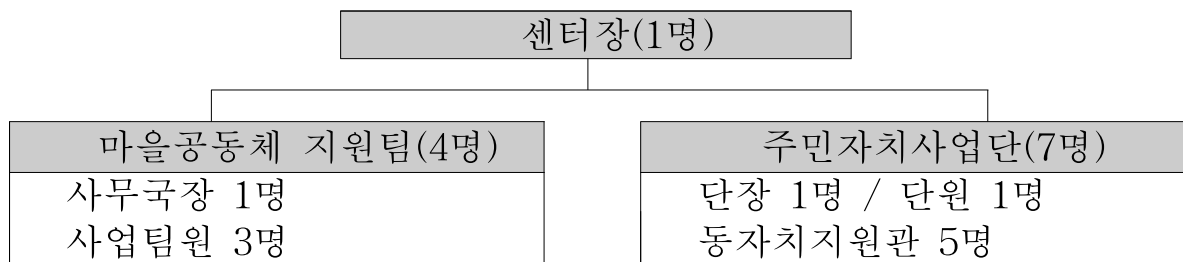 센터장(1명)
마을공동체 지원팀(4명)
사무국장 1명
사업팀원 3명
주민자치사업단(7명)
단장 1명 / 단원 1명
동자치지원관 5명